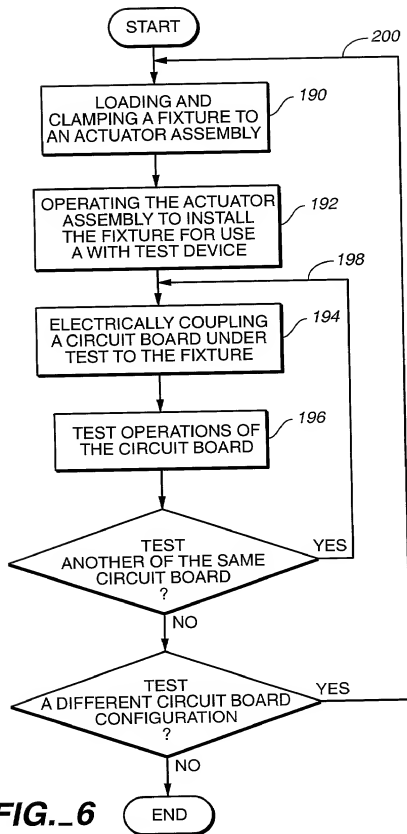 START
200
LOADING AND
CLAMPING A FIXTURE TO
AN ACTUATOR ASSEMBLY
190
OPERATING THE ACTUATOR
ASSEMBLY TO INSTALL
THE FIXTURE FOR USE
A WITH TEST DEVICE
192
198
ELECTRICALLY COUPLING
A CIRCUIT BOARD UNDER
TEST TO THE FIXTURE
194
TEST OPERATIONS OF
THE CIRCUIT BOARD
196
TEST
ANOTHER OF THE SAME
CIRCUIT BOARD
?
YES
NO
TEST
A DIFFERENT CIRCUIT BOARD
CONFIGURATION
?
YES
NO
FIG._6
END